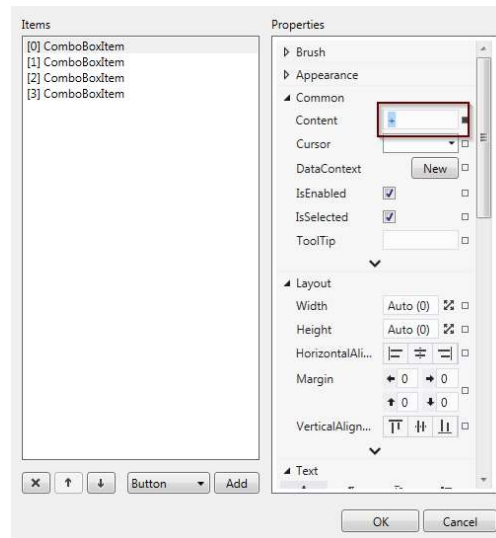 Items
[0] ComboBoxItem
[1] ComboBoxItem
[2] ComboBoxItem
[3] ComboBoxItem
Button
Add
Properties
Brush
Appearance
Common
Content
Cursor
DataContext
New
IsEnabled
IsSelected
ToolTip
Layout
Width Auto (0)
Height Auto (0)
HorizontalAli...
Margin 0 0
0 0
VerticalAlign...
Text
OK
Cancel